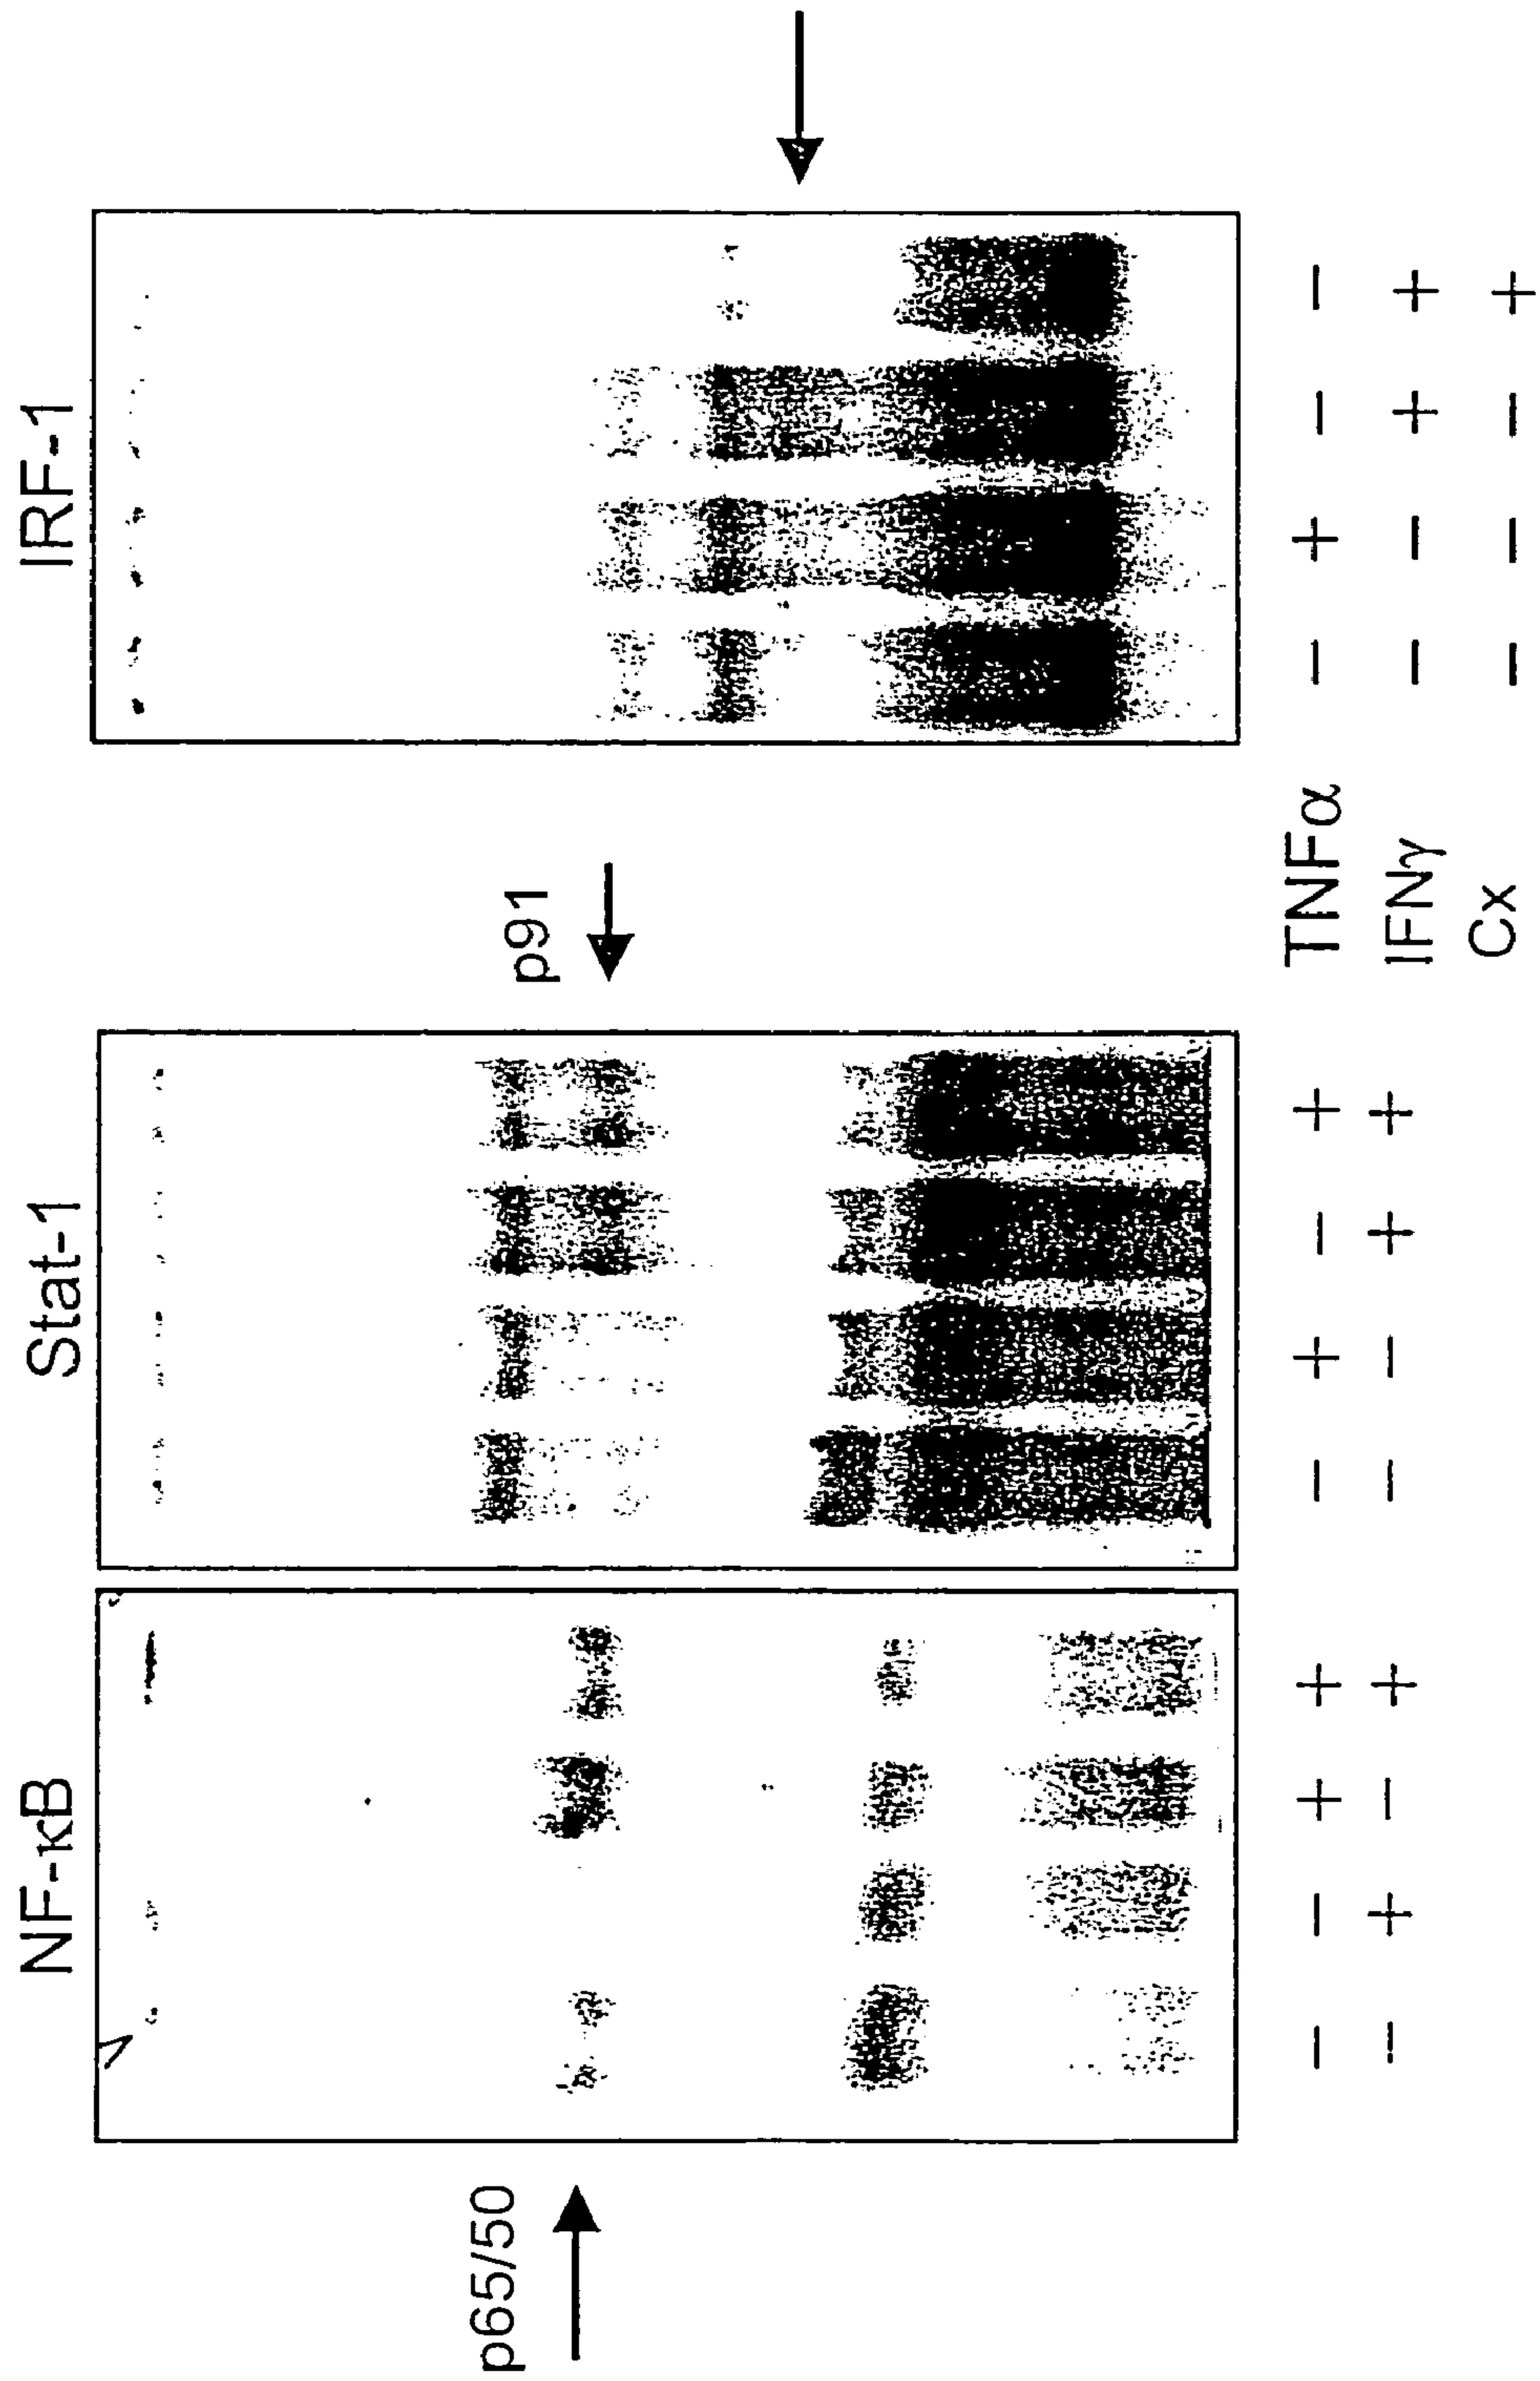 NF-κB Stat-1 IRF-1
p65/50 p91
− − + + − + − + TNFα − + − −
− + − + − − + + IFNγ − − + +
Cx − − − +